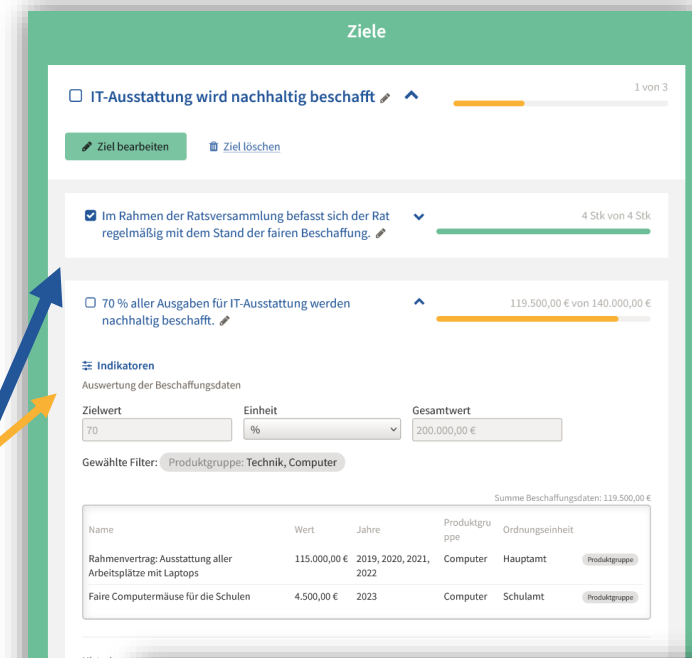 Ziele
IT-Ausstattung wird nachhaltig beschafft
1 von 3
Ziel bearbeiten
Ziel löschen
Im Rahmen der Ratsversammlung befasst sich der Rat
regelmäßig mit dem Stand der fairen Beschaffung.
4 Stk von 4 Stk
70 % aller Ausgaben für IT-Ausstattung werden
nachhaltig beschafft.
119.500,00 € von 140.000,00 €
Indikatoren
Auswertung der Beschaffungsdaten
Zielwert Einheit Gesamtwert
70 % 200.000,00 €
Gewählte Filter: Produktgruppe: Technik, Computer
Summe Beschaffungsdaten: 119.500,00 €
Name Wert Jahre Produktgru
ppe Ordnungseinheit
Rahmenvertrag: Ausstattung aller 115.000,00 € 2019, 2020, 2021, Computer Hauptamt Produktgruppe
Arbeitsplätze mit Laptops 2022
Faire Computermäuse für die Schulen 4.500,00 € 2023 Computer Schulamt Produktgruppe